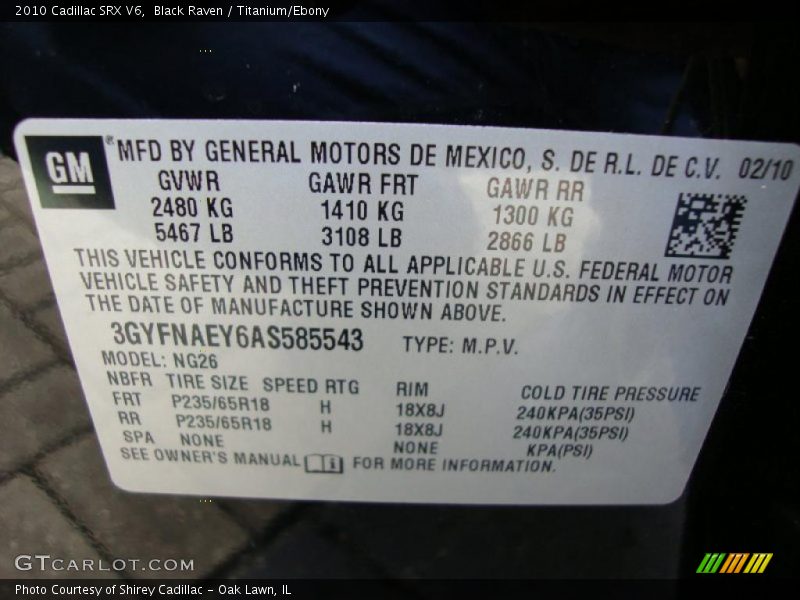 2010 Cadillac SRX V6,  Black Raven / Titanium/Ebony
GM
® MFD BY GENERAL MOTORS DE MEXICO, S. DE R.L. DE C.V. 02/10
GVWR GAWR FRT GAWR RR
2480 KG 1410 KG 1300 KG
5467 LB 3108 LB 2866 LB
THIS VEHICLE CONFORMS TO ALL APPLICABLE U.S. FEDERAL MOTOR
VEHICLE SAFETY AND THEFT PREVENTION STANDARDS IN EFFECT ON
THE DATE OF MANUFACTURE SHOWN ABOVE.
3GYFNAEY6AS585543 TYPE: M.P.V.
MODEL: NG26
NBFR TIRE SIZE SPEED RTG RIM COLD TIRE PRESSURE
FRT P235/65R18 H 18X8J 240KPA(35PSI)
RR P235/65R18 H 18X8J 240KPA(35PSI)
SPA NONE NONE KPA(PSI)
SEE OWNER'S MANUAL i FOR MORE INFORMATION.
GTCARLOT.COM
Photo Courtesy of Shirey Cadillac - Oak Lawn, IL